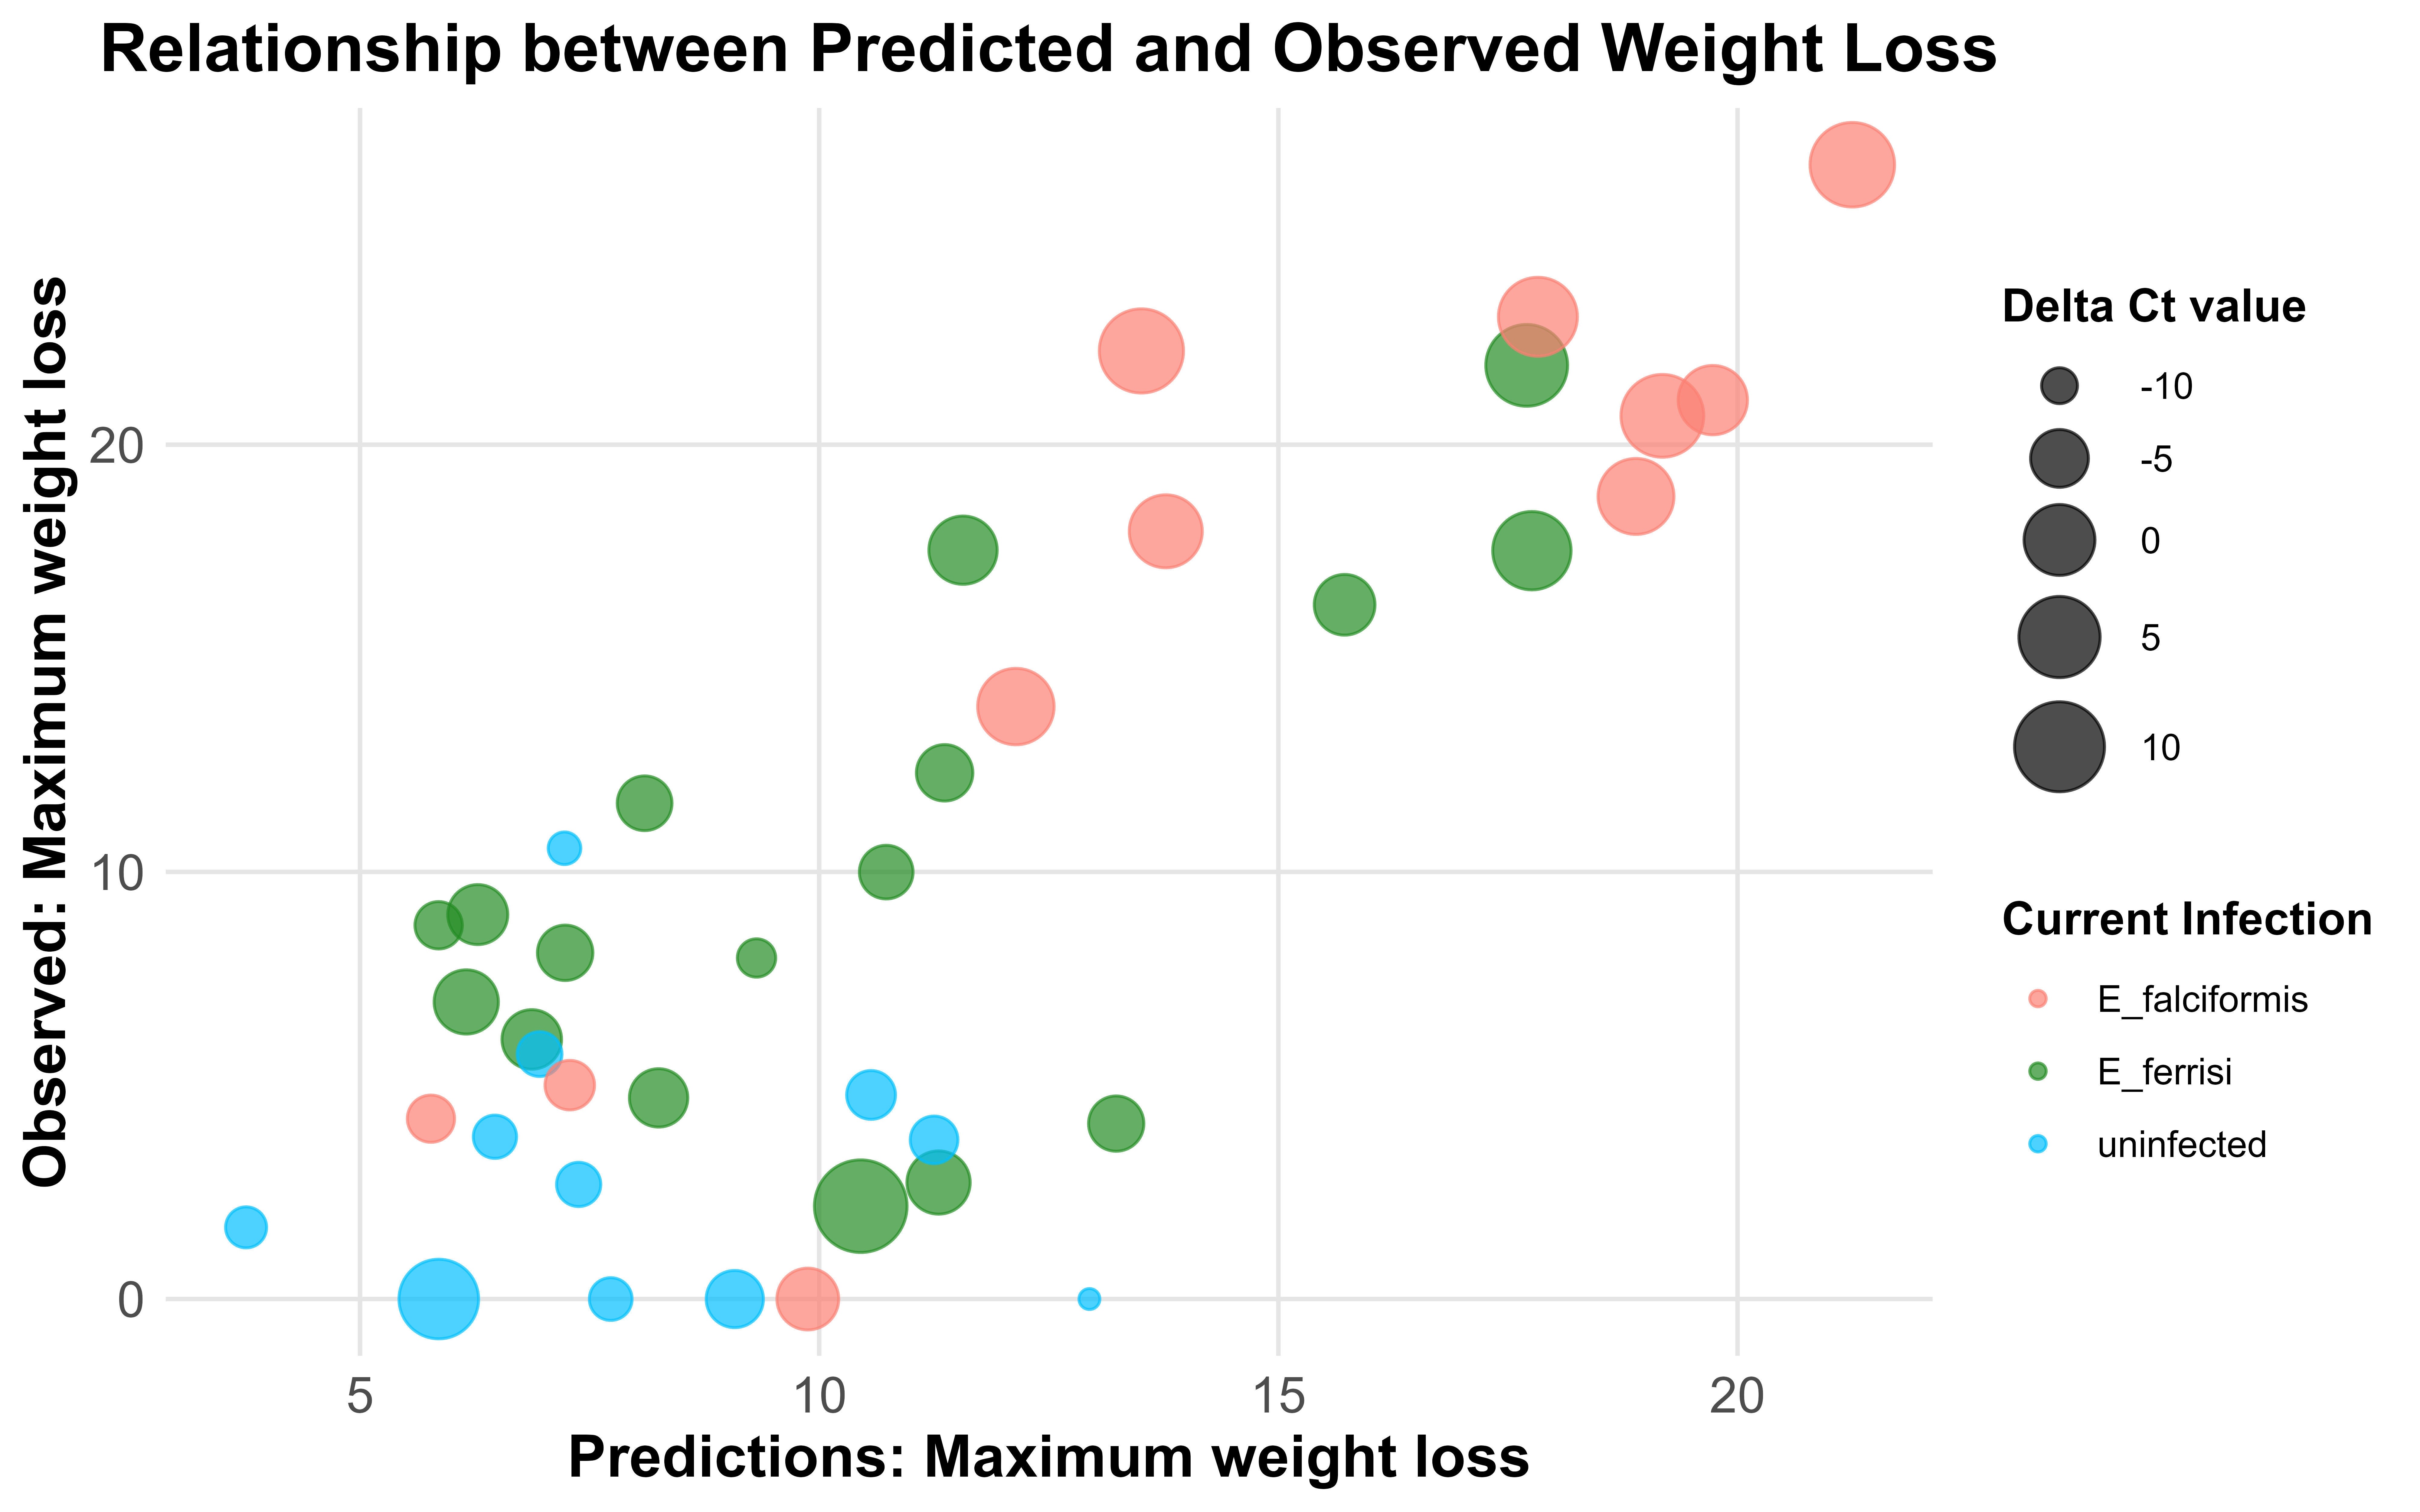 Relationship between Predicted and Observed Weight Loss
Observed: Maximum weight loss
20
10
0
5
10
15
20
Predictions: Maximum weight loss
Delta Ct value
-10
-5
0
5
10
Current Infection
E_falciformis
E_ferrisi
uninfected